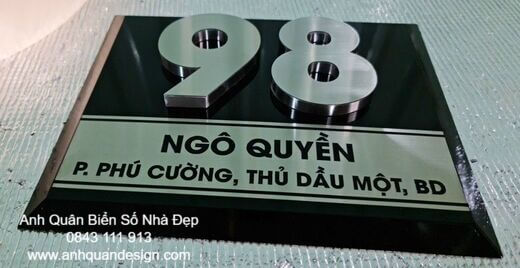 98
NGÔ QUYỀN
P. PHÚ CƯỜNG, THỦ DẦU MỘT, BD
Anh Quân Biển Số Nhà Đẹp
0843 111 913
www.anhquandesign.com